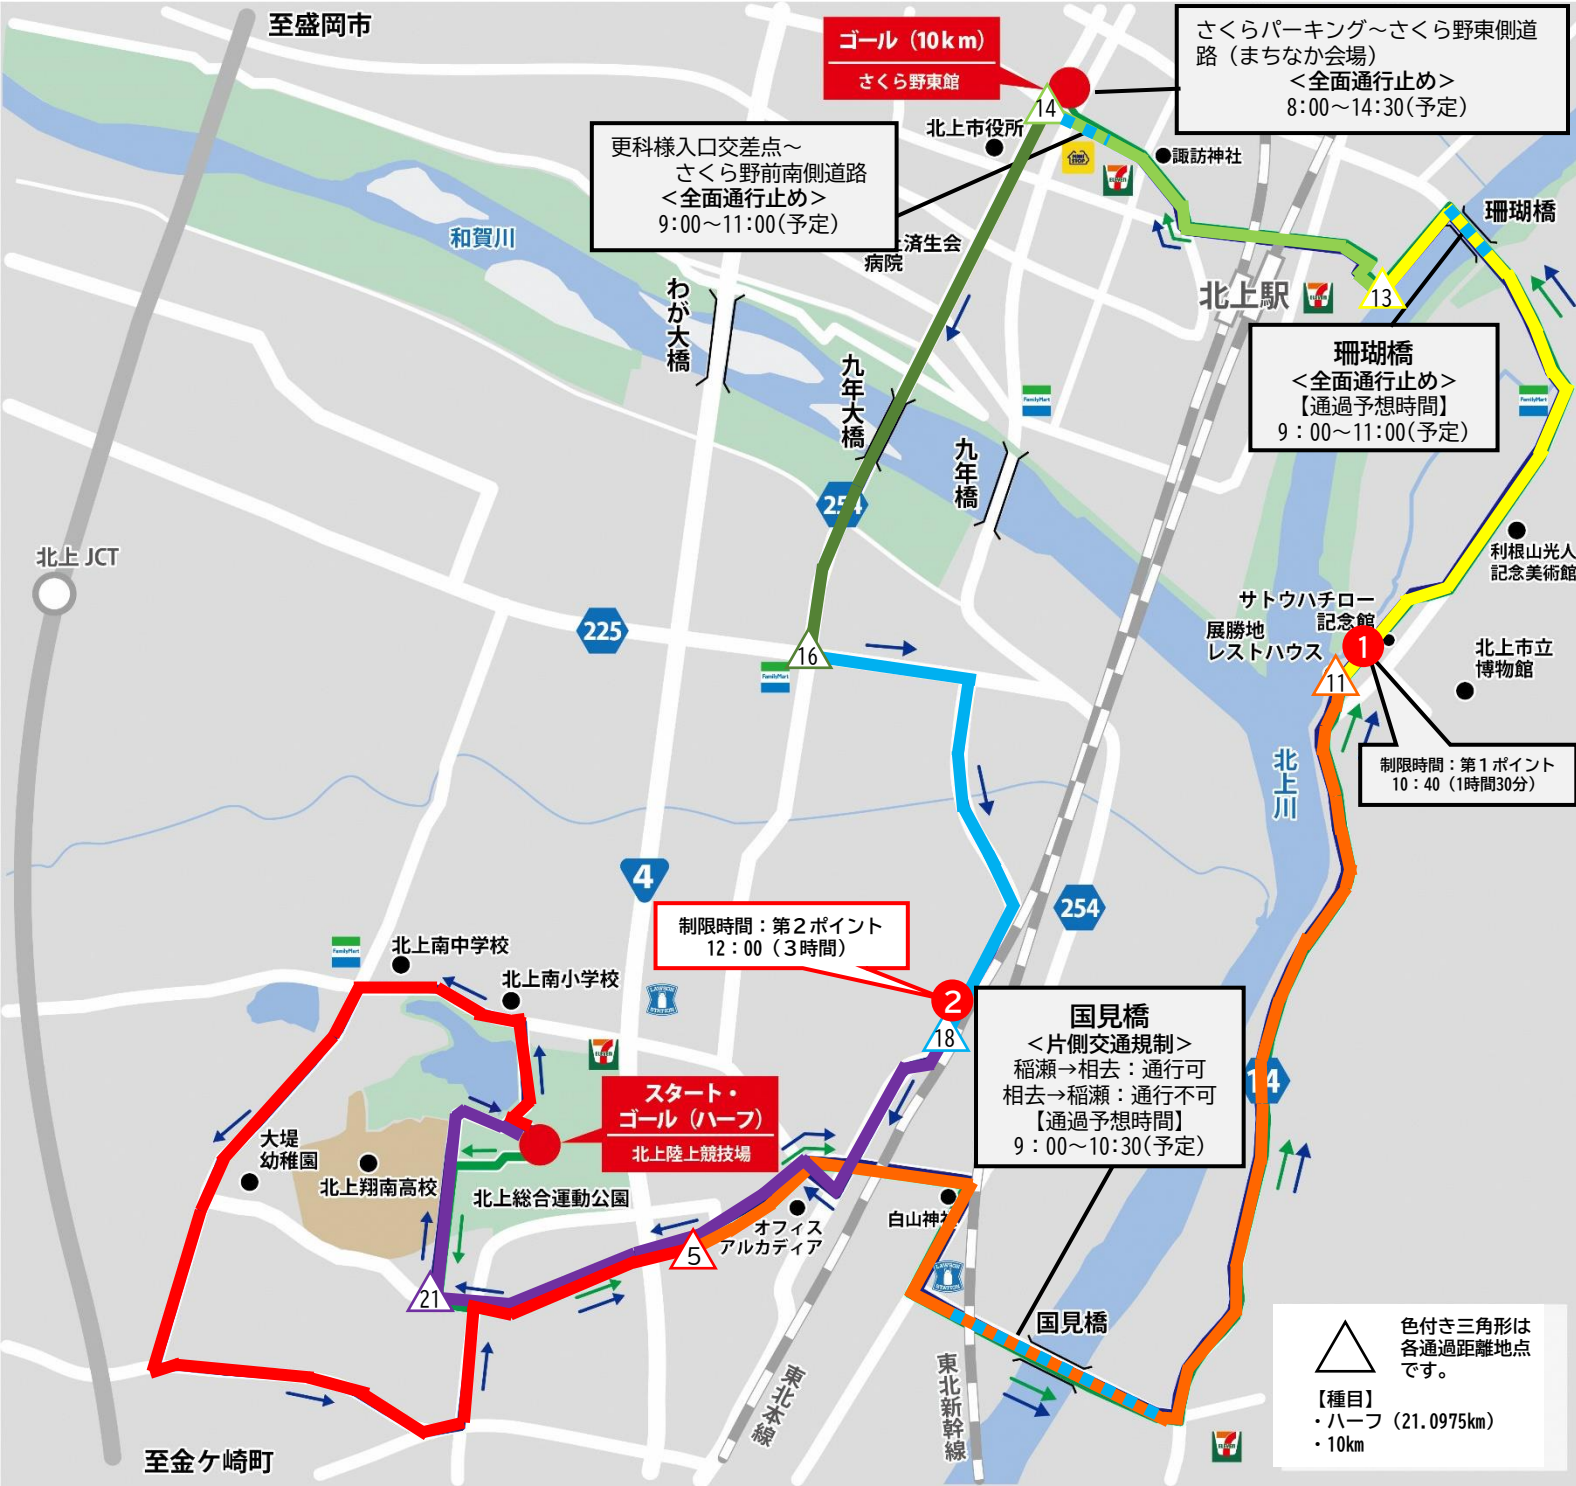 至盛岡市
ゴール（10km）
さくら野東館
さくらパーキング～さくら野東側道
路（まちなか会場）
＜全面通行止め＞
8:00～14:30(予定)
14
北上市役所
諏訪神社
更科様入口交差点～
さくら野前南側道路
＜全面通行止め＞
9:00～11:00(予定)
済生会
病院
和賀川
珊瑚橋
北上駅
13
わが大橋
珊瑚橋
＜全面通行止め＞
【通過予想時間】
9：00～11:00(予定)
九年大橋
FamilyMart
FamilyMart
九年橋
254
利根山光人
記念美術館
北上 JCT
サトウハチロー
記念館
展勝地
レストハウス
1
225
16
FamilyMart
11
北上市立
博物館
制限時間：第１ポイント
10：40（1時間30分）
北上川
4
254
制限時間：第２ポイント
12：00（３時間）
FamilyMart
北上南中学校
北上南小学校
LAWSON
STATION
2
18
国見橋
＜片側交通規制＞
稲瀬→相去：通行可
相去→稲瀬：通行不可
【通過予想時間】
9：00～10:30(予定)
14
スタート・
ゴール（ハーフ）
北上陸上競技場
大堤
幼稚園
北上翔南高校
北上総合運動公園
オフィス
アルカディア
白山神社
5
21
LAWSON
STATION
国見橋
東北本線
東北新幹線
至金ケ崎町
色付き三角形は
各通過距離地点
です。
【種目】
・ハーフ（21.0975km）
・10km